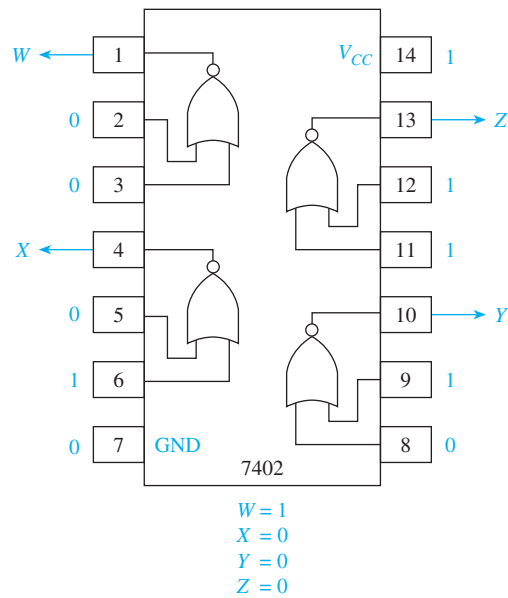 W 1 V_CC 14 1
0 2 13 Z
0 3 12 1
X 4 11 1
0 5 10 Y
1 6 9 1
0 7 GND 8 0
7402
W = 1
X = 0
Y = 0
Z = 0